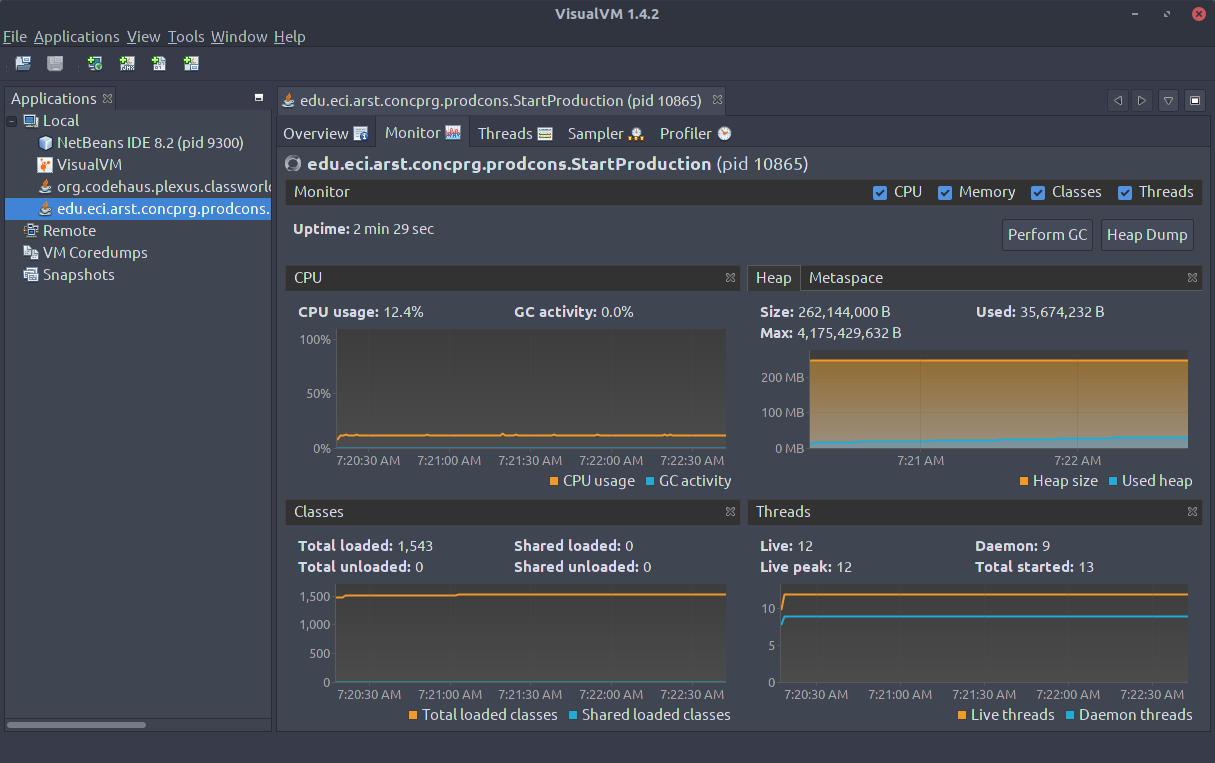 VisualVM 1.4.2
File Applications View Tools Window Help
Applications
Local
NetBeans IDE 8.2 (pid 9300)
VisualVM
org.codehaus.plexus.classworl
edu.eci.arst.concprg.prodcons.
Remote
VM Coredumps
Snapshots
edu.eci.arst.concprg.prodcons.StartProduction (pid 10865)
Overview Monitor Threads Sampler Profiler
edu.eci.arst.concprg.prodcons.StartProduction (pid 10865)
Monitor CPU Memory Classes Threads
Uptime: 2 min 29 sec
Perform GC Heap Dump
CPU
CPU usage: 12.4% GC activity: 0.0%
100%
50%
0%
7:20:30 AM 7:21:00 AM 7:21:30 AM 7:22:00 AM 7:22:30 AM
CPU usage GC activity
Heap Metaspace
Size: 262,144,000 B Used: 35,674,232 B
Max: 4,175,429,632 B
200 MB
100 MB
0 MB
7:21 AM 7:22 AM
Heap size Used heap
Classes
Total loaded: 1,543 Shared loaded: 0
Total unloaded: 0 Shared unloaded: 0
1,500
1,000
500
0
7:20:30 AM 7:21:00 AM 7:21:30 AM 7:22:00 AM 7:22:30 AM
Total loaded classes Shared loaded classes
Threads
Live: 12 Daemon: 9
Live peak: 12 Total started: 13
10
5
0
7:20:30 AM 7:21:00 AM 7:21:30 AM 7:22:00 AM 7:22:30 AM
Live threads Daemon threads